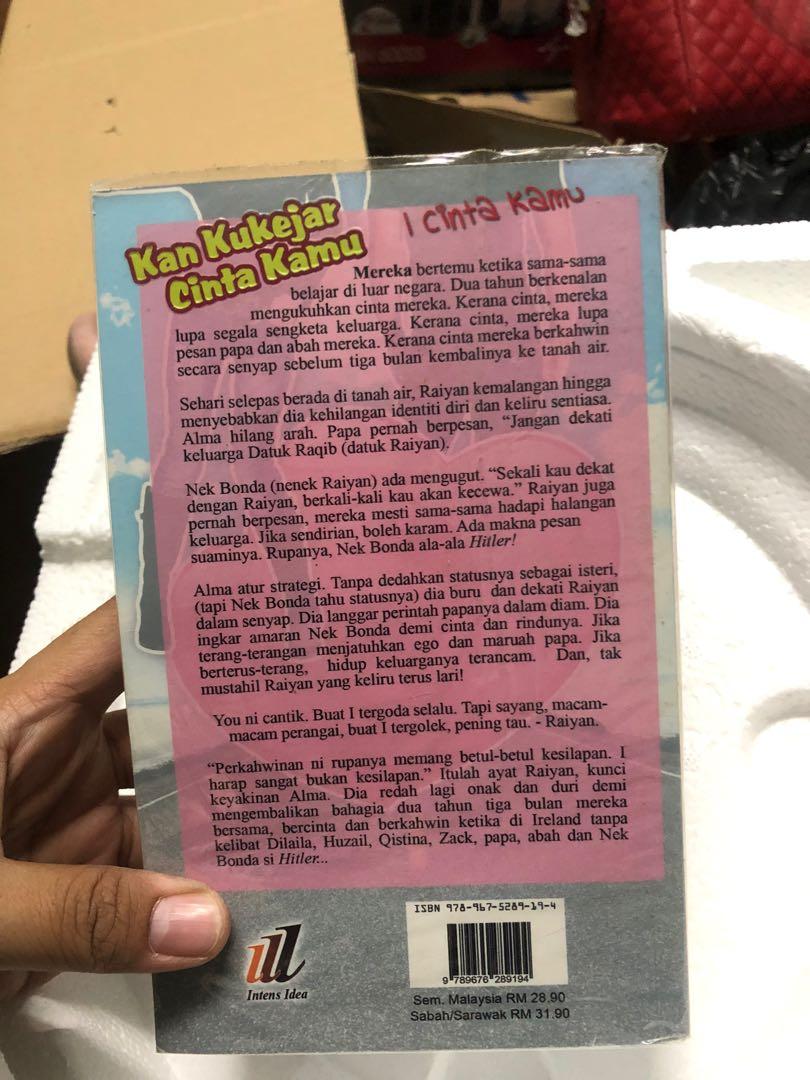 Kan Kukejar
Cinta Kamu
I cinta kamu
Mereka bertemu ketika sama-sama
belajar di luar negara. Dua tahun berkenalan
mengukuhkan cinta mereka. Kerana cinta, mereka
lupa segala sengketa keluarga. Kerana cinta, mereka lupa
pesan papa dan abah mereka. Kerana cinta mereka berkahwin
secara senyap sebelum tiga bulan kembalinya ke tanah air.
Sehari selepas berada di tanah air, Raiyan kemalangan hingga
menyebabkan dia kehilangan identiti diri dan keliru sentiasa.
Alma hilang arah. Papa pernah berpesan, “Jangan dekati
keluarga Datuk Raqib (datuk Raiyan).
Nek Bonda (nenek Raiyan) ada mengugut. “Sekali kau dekat
dengan Raiyan, berkali-kali kau akan kecewa.” Raiyan juga
pernah berpesan, mereka mesti sama-sama hadapi halangan
keluarga. Jika sendirian, boleh karam. Ada makna pesan
suaminya. Rupanya, Nek Bonda ala-ala Hitler!
Alma atur strategi. Tanpa dedahkan statusnya sebagai isteri,
(tapi Nek Bonda tahu statusnya) dia buru dan dekati Raiyan
dalam senyap. Dia langgar perintah papanya dalam diam. Dia
ingkar amaran Nek Bonda demi cinta dan rindunya. Jika
terang-terangan menjatuhkan ego dan maruah papa. Jika
berterus-terang, hidup keluarganya terancam. Dan, tak
mustahil Raiyan yang keliru terus lari!
You ni cantik. Buat I tergoda selalu. Tapi sayang, macam-
macam perangai, buat I tergolek, pening tau. - Raiyan.
“Perkahwinan ni rupanya memang betul-betul kesilapan. I
harap sangat bukan kesilapan.” Itulah ayat Raiyan, kunci
keyakinan Alma. Dia redah lagi onak dan duri demi
mengembalikan bahagia dua tahun tiga bulan mereka
bersama, bercinta dan berkahwin ketika di Ireland tanpa
kelibat Dilaila, Huzail, Qistina, Zack, papa, abah dan Nek
Bonda si Hitler...
Intens Idea
ISBN 978-967-5289-19-4
9 789676 289194
Sem. Malaysia RM 28.90
Sabah/Sarawak RM 31.90